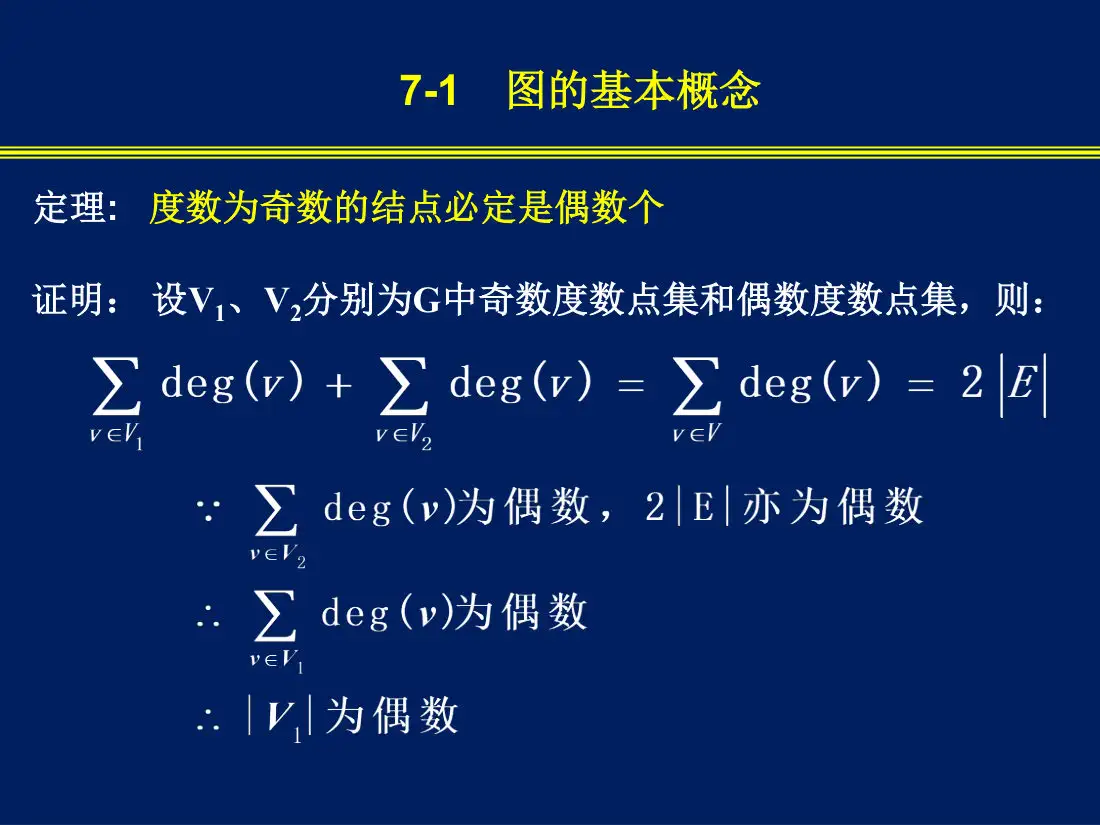 7-1 图的基本概念
定理: 度数为奇数的结点必定是偶数个
证明： 设V₁、V₂分别为G中奇数度数点集和偶数度数点集，则：
∑ deg(v) + ∑ deg(v) = ∑ deg(v) = 2|E|
v∈V₁ v∈V₂ v∈V
∵ ∑ deg(v)为偶数，2|E|亦为偶数
v∈V₂
∴ ∑ deg(v)为偶数
v∈V₁
∴ |V₁|为偶数